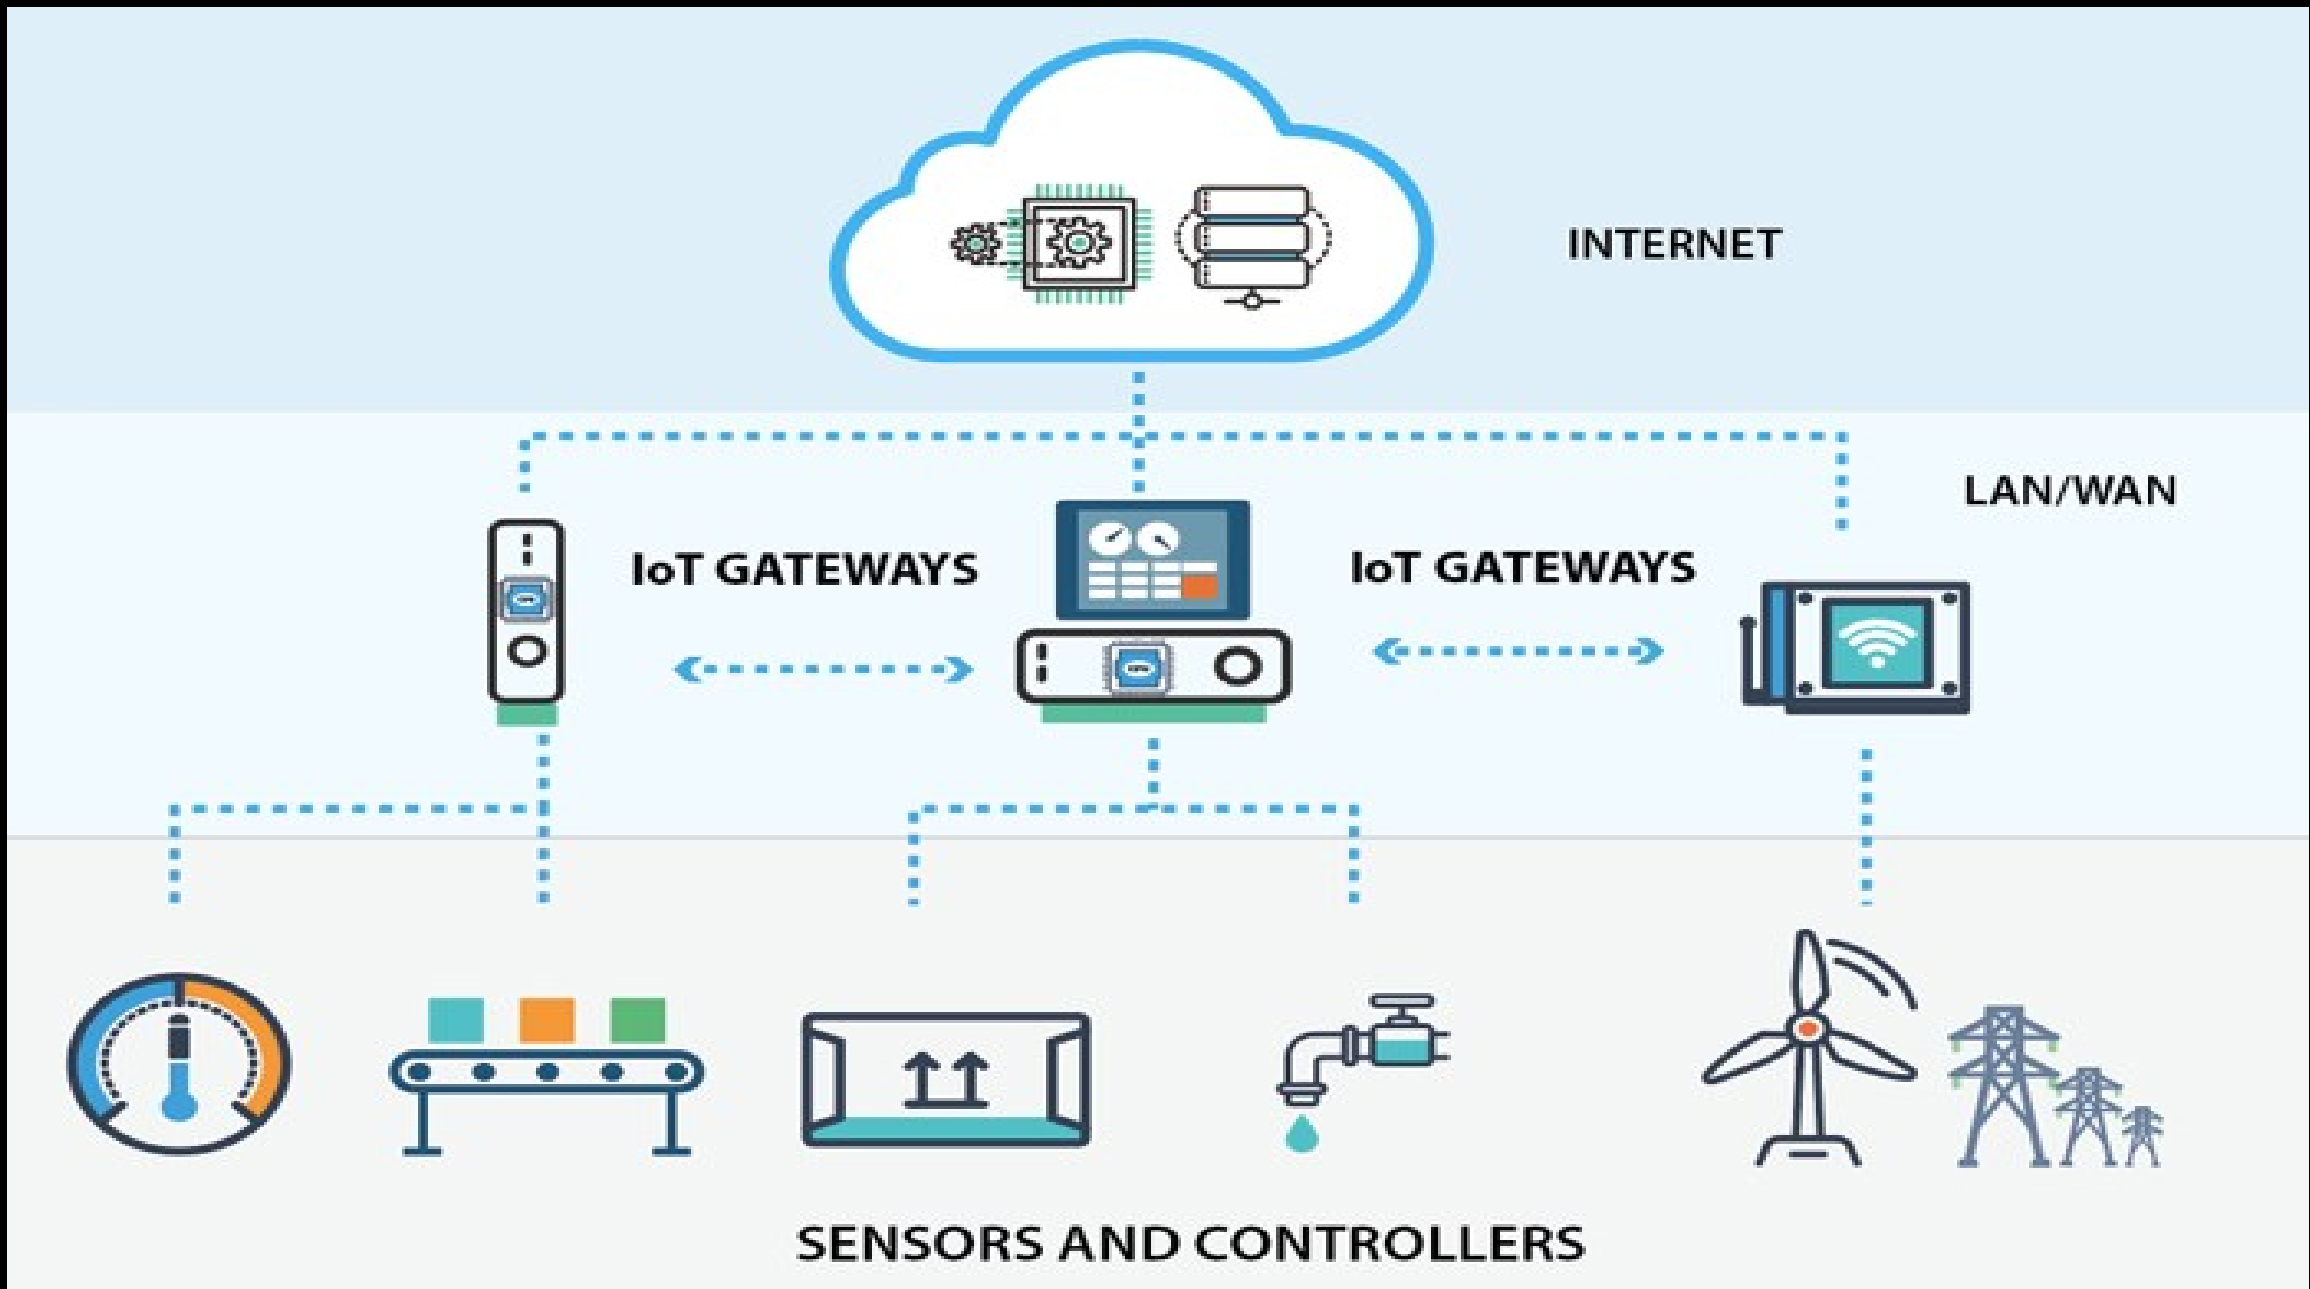 INTERNET
LAN/WAN
IoT GATEWAYS
IoT GATEWAYS
SENSORS AND CONTROLLERS